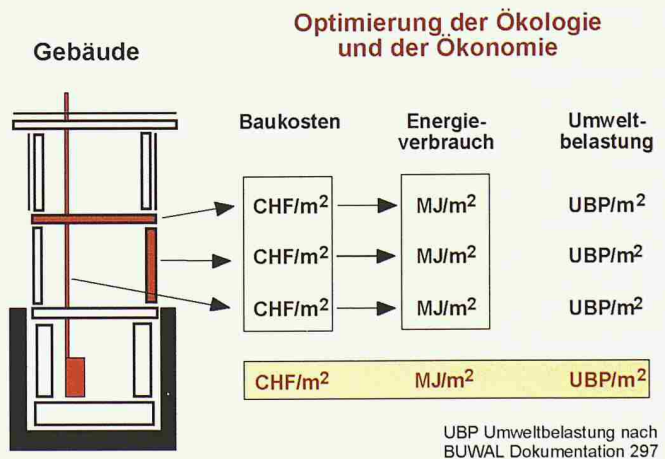 Optimierung der Ökologie
und der Ökonomie
Gebäude
Baukosten
Energie-
verbrauch
Umwelt-
belastung
CHF/m² MJ/m² UBP/m²
CHF/m² MJ/m² UBP/m²
CHF/m² MJ/m² UBP/m²
CHF/m² MJ/m² UBP/m²
UBP Umweltbelastung nach
BUWAL Dokumentation 297